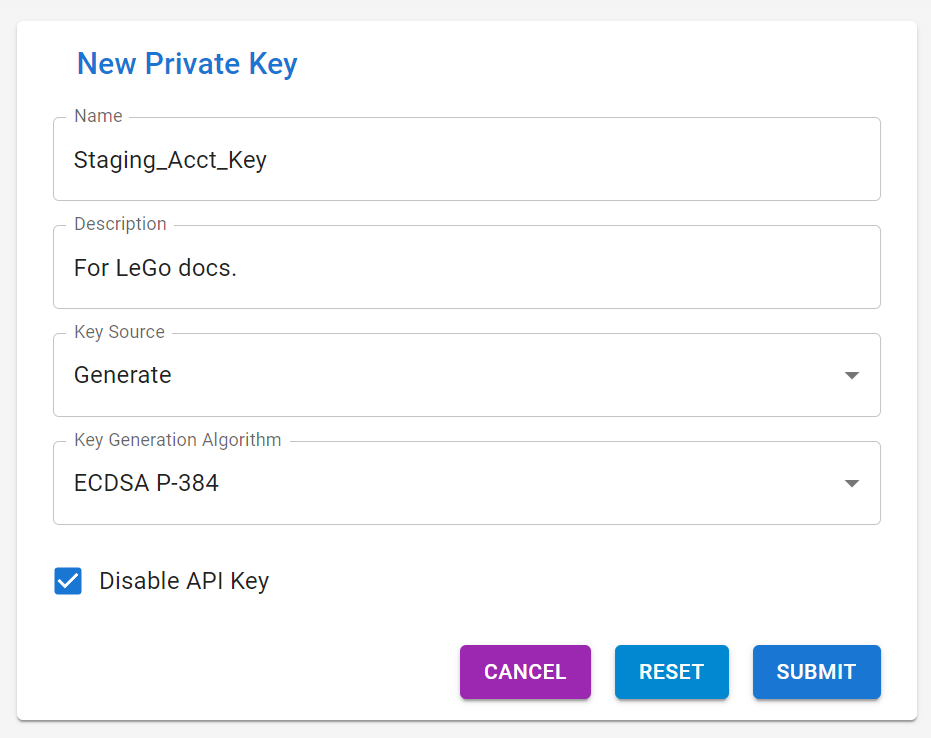 New Private Key
Name
Staging_Acct_Key
Description
For LeGo docs.
Key Source
Generate
Key Generation Algorithm
ECDSA P-384
Disable API Key
CANCEL RESET SUBMIT